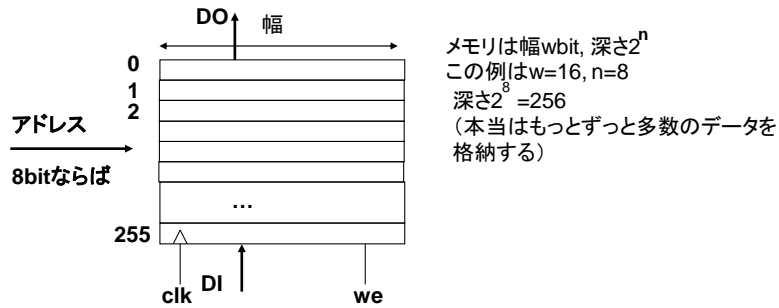 DO
幅
0
1
2
アドレス
8bitならば
...
255
clk
DI
we
メモリは幅wbit, 深さ2^n
この例はw=16, n=8
深さ2^8 =256
(本当はもっとずっと多数のデータを
格納する)